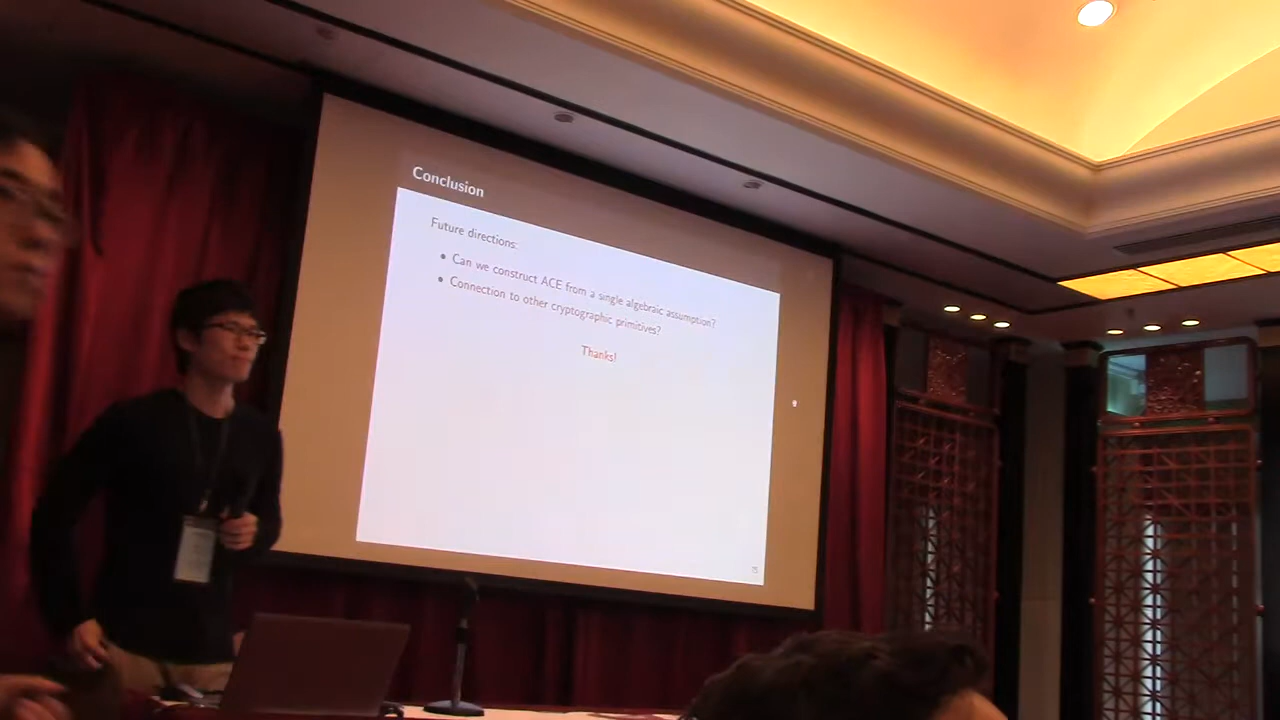 Conclusion
Future directions:
• Can we construct ACE from a single algebraic assumption?
• Connection to other cryptographic primitives?
Thanks!